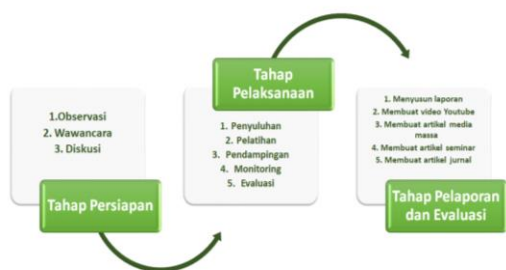 1.Observasi
2. Wawancara
3. Diskusi
Tahap Persiapan
Tahap
Pelaksanaan
1. Penyuluhan
2. Pelatihan
3. Pendampingan
4. Monitoring
5. Evaluasi
1. Menyusun laporan
2. Membuat video Youtube
3. Membuat artikel media
massa
4. Membuat artikel seminar
5. Membuat artikel jurnal
Tahap Pelaporan
dan Evaluasi